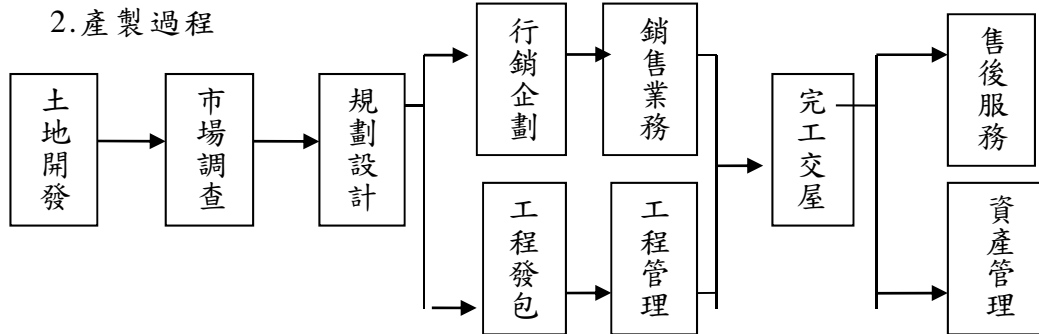 2.產製過程
土地開發
市場調查
規劃設計
行銷企劃
銷售業務
工程發包
工程管理
完工交屋
售後服務
資產管理